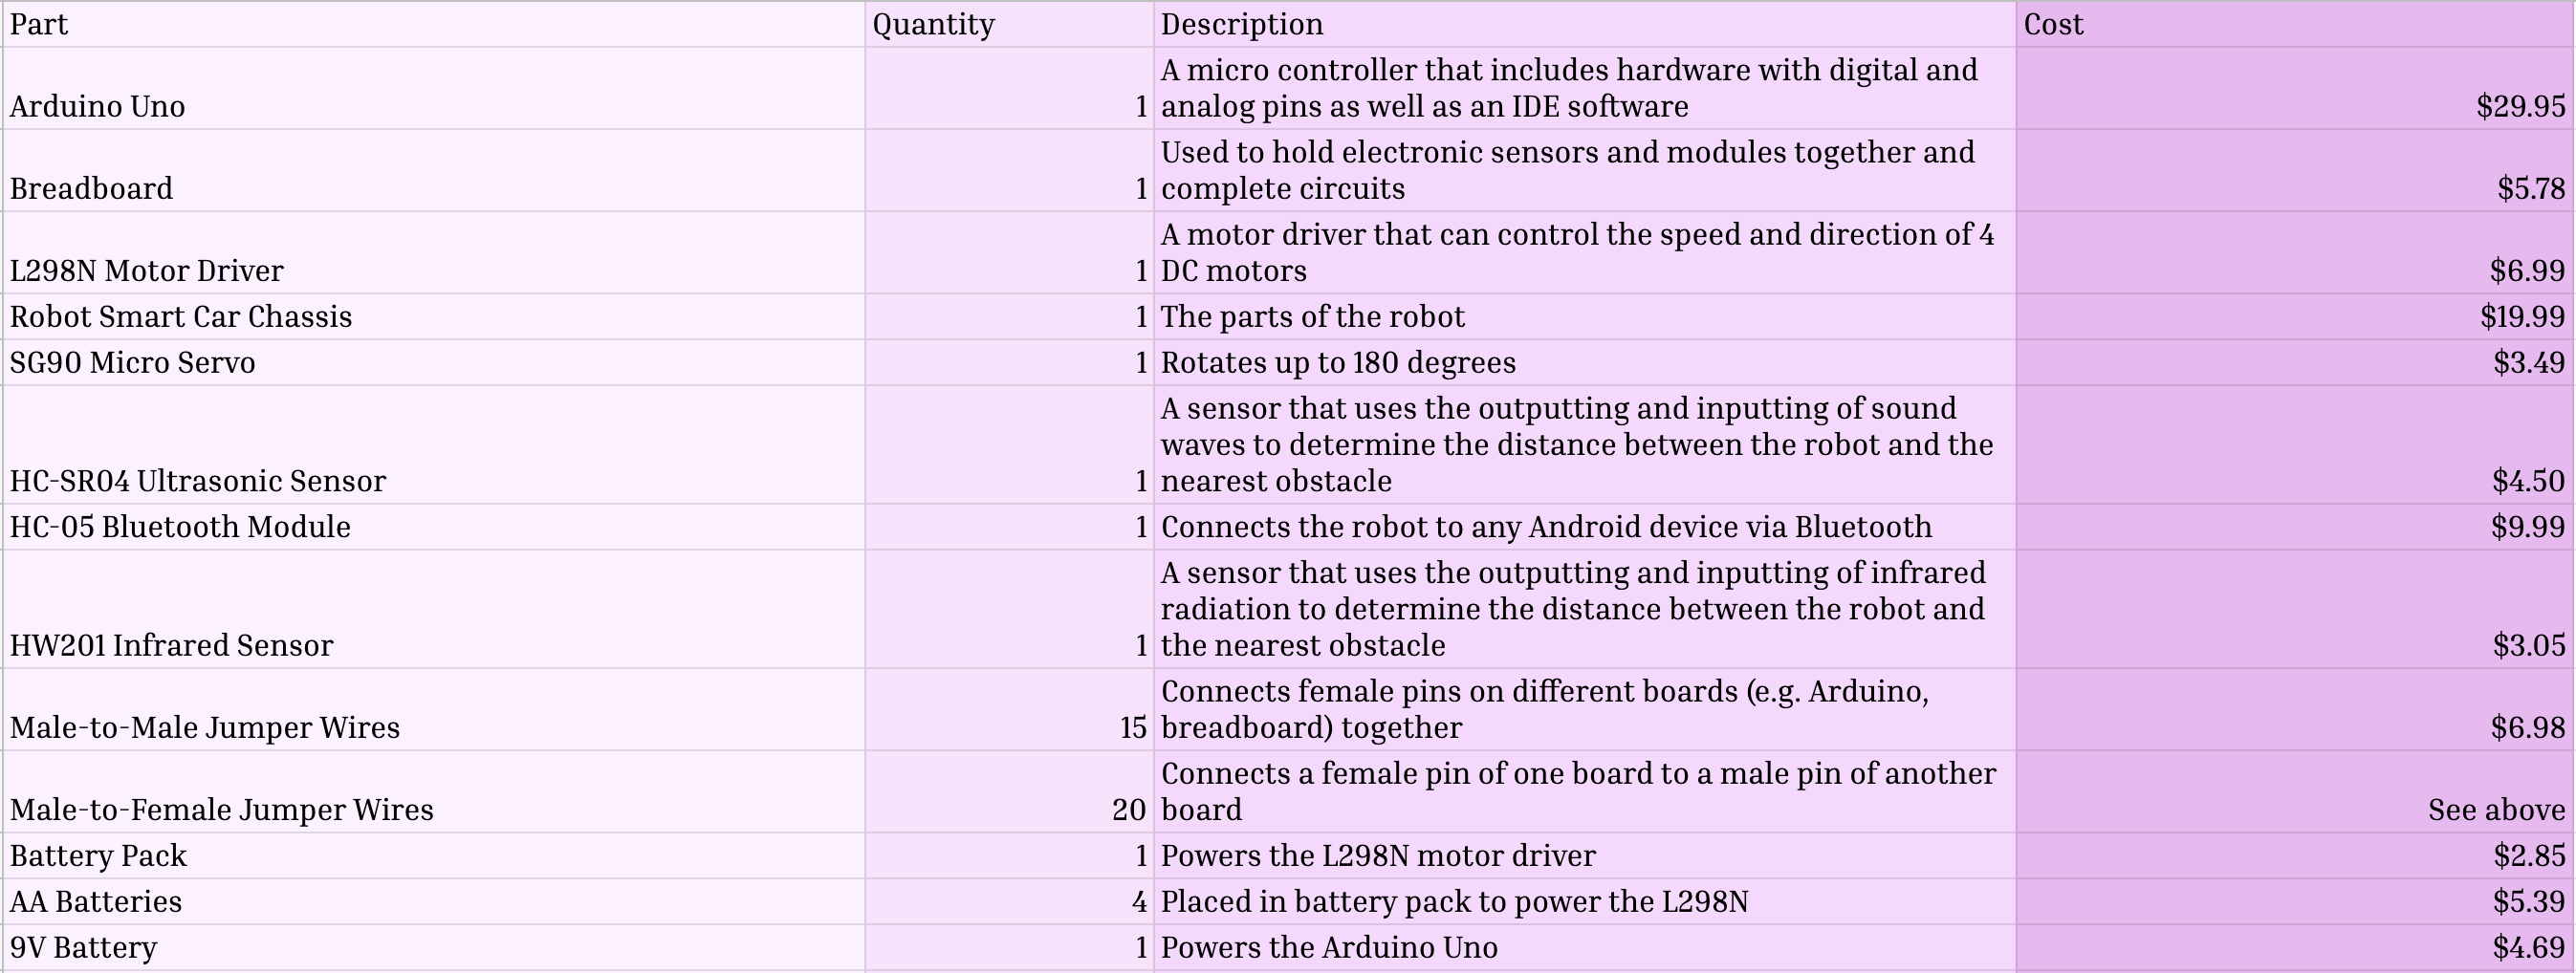 Part Quantity Description Cost
A micro controller that includes hardware with digital and
Arduino Uno 1 analog pins as well as an IDE software $29.95
Used to hold electronic sensors and modules together and
Breadboard 1 complete circuits $5.78
A motor driver that can control the speed and direction of 4
L298N Motor Driver 1 DC motors $6.99
Robot Smart Car Chassis 1 The parts of the robot $19.99
SG90 Micro Servo 1 Rotates up to 180 degrees $3.49
A sensor that uses the outputting and inputting of sound
waves to determine the distance between the robot and the
HC-SR04 Ultrasonic Sensor 1 nearest obstacle $4.50
HC-05 Bluetooth Module 1 Connects the robot to any Android device via Bluetooth $9.99
A sensor that uses the outputting and inputting of infrared
radiation to determine the distance between the robot and
HW201 Infrared Sensor 1 the nearest obstacle $3.05
Connects female pins on different boards (e.g. Arduino,
Male-to-Male Jumper Wires 15 breadboard) together $6.98
Connects a female pin of one board to a male pin of another
Male-to-Female Jumper Wires 20 board See above
Battery Pack 1 Powers the L298N motor driver $2.85
AA Batteries 4 Placed in battery pack to power the L298N $5.39
9V Battery 1 Powers the Arduino Uno $4.69